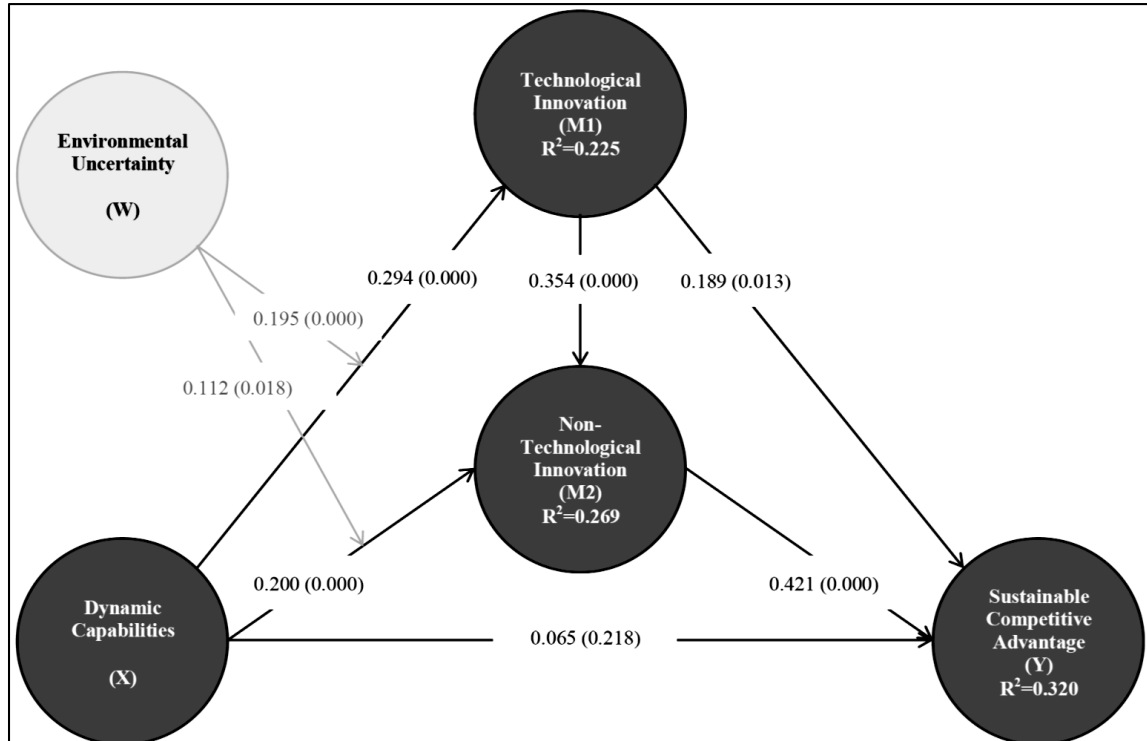 Technological
Innovation
(M1)
R²=0.225
Environmental
Uncertainty
(W)
0.294 (0.000)
0.354 (0.000)
0.189 (0.013)
0.195 (0.000)
0.112 (0.018)
Non-
Technological
Innovation
(M2)
R²=0.269
0.200 (0.000)
0.421 (0.000)
Dynamic
Capabilities
(X)
0.065 (0.218)
Sustainable
Competitive
Advantage
(Y)
R²=0.320